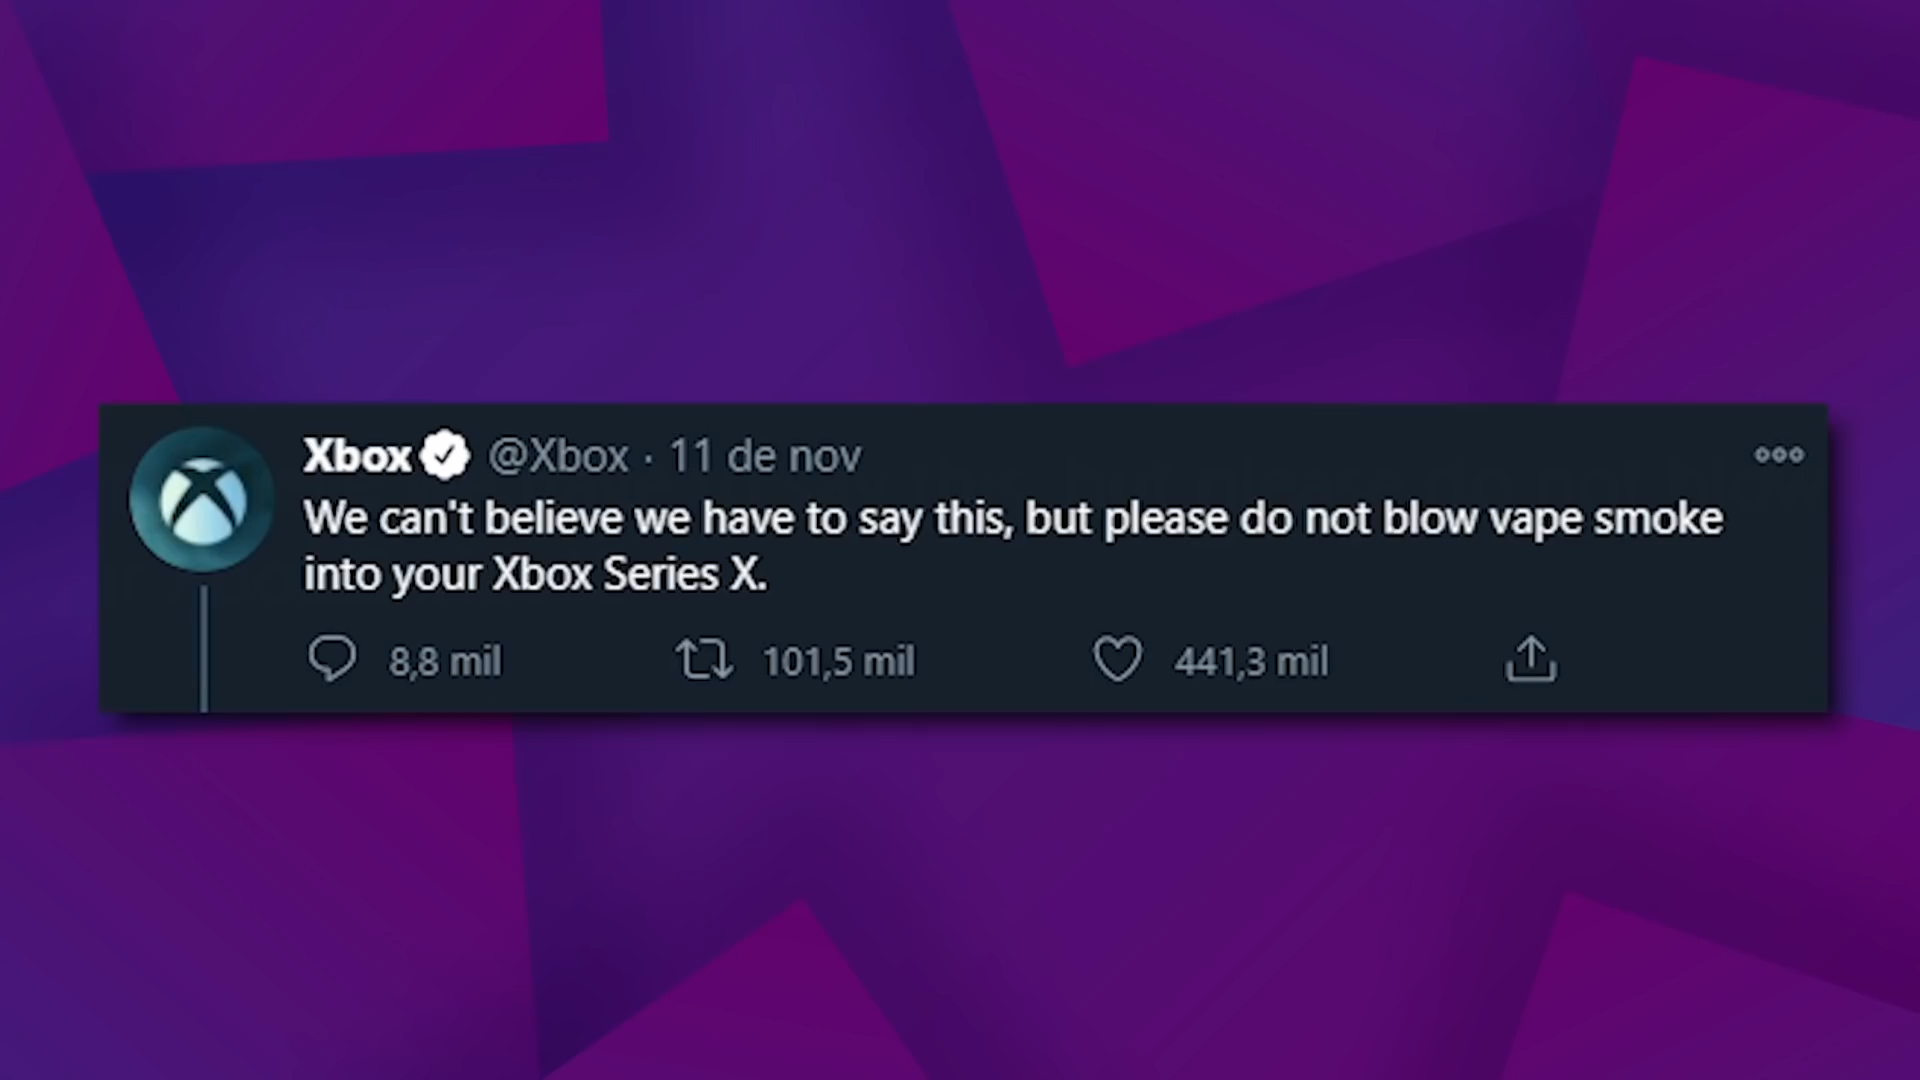 Xbox @Xbox · 11 de nov
We can't believe we have to say this, but please do not blow vape smoke
into your Xbox Series X.
8,8 mil 101,5 mil 441,3 mil